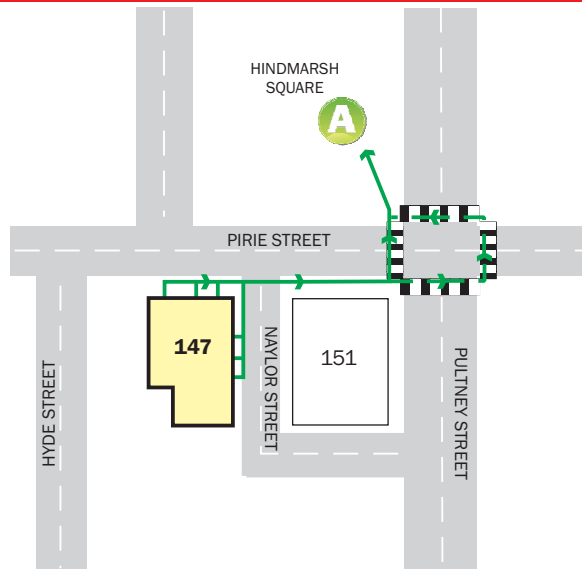 HINDMARSH
SQUARE
A
PIRIE STREET
147
151
HYDE STREET
NAYLOR STREET
PULTNEY STREET